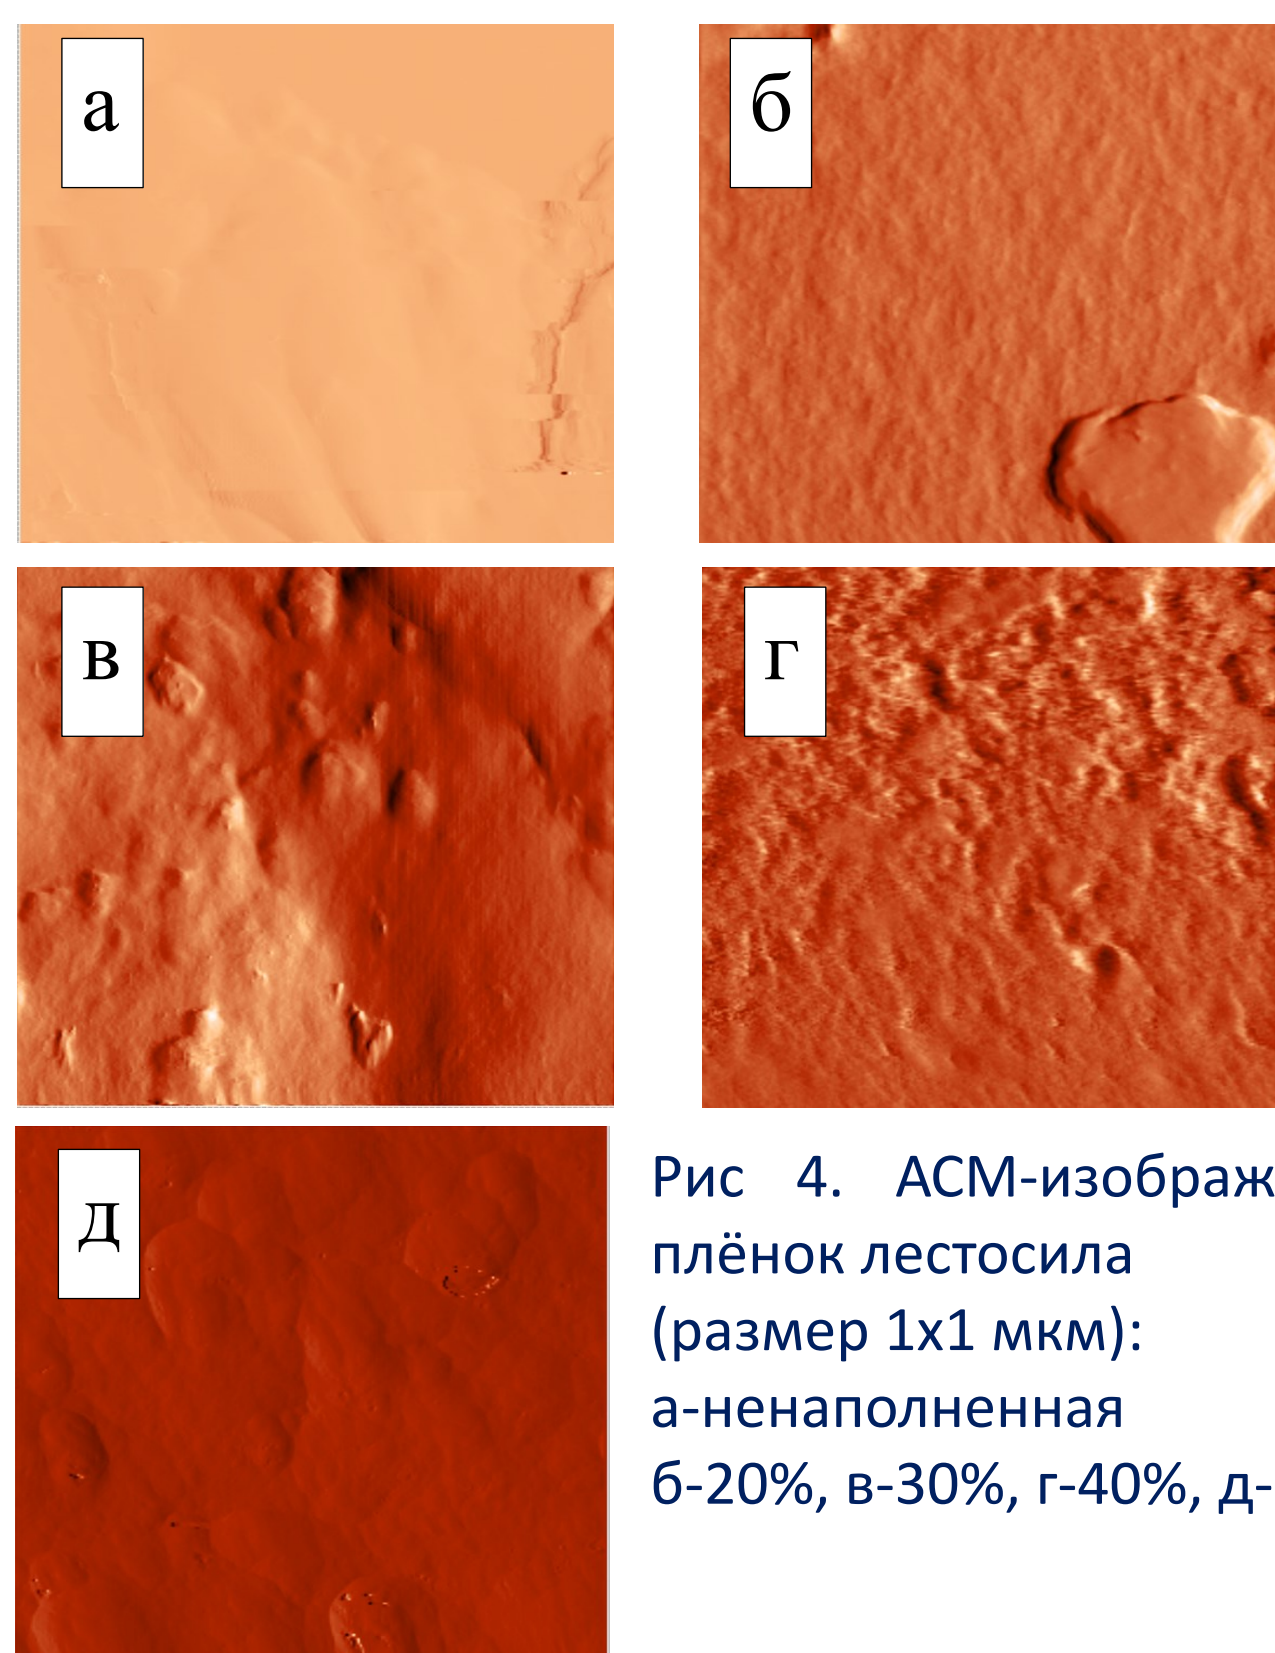 а
б
в
г
д
Рис 4. АСМ-изображ
плёнок лестосила
(размер 1х1 мкм):
а-ненаполненная
б-20%, в-30%, г-40%, д-